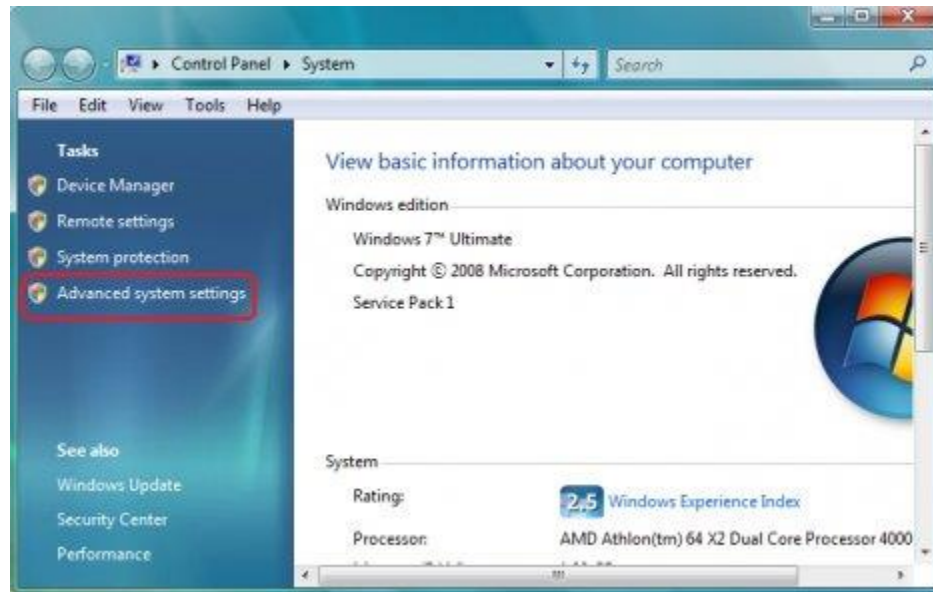 Control Panel ▸ System
Search
File Edit View Tools Help
Tasks
Device Manager
Remote settings
System protection
Advanced system settings
See also
Windows Update
Security Center
Performance
View basic information about your computer
Windows edition
Windows 7™ Ultimate
Copyright © 2008 Microsoft Corporation. All rights reserved.
Service Pack 1
System
Rating:
2,5 Windows Experience Index
Processor:
AMD Athlon(tm) 64 X2 Dual Core Processor 4000